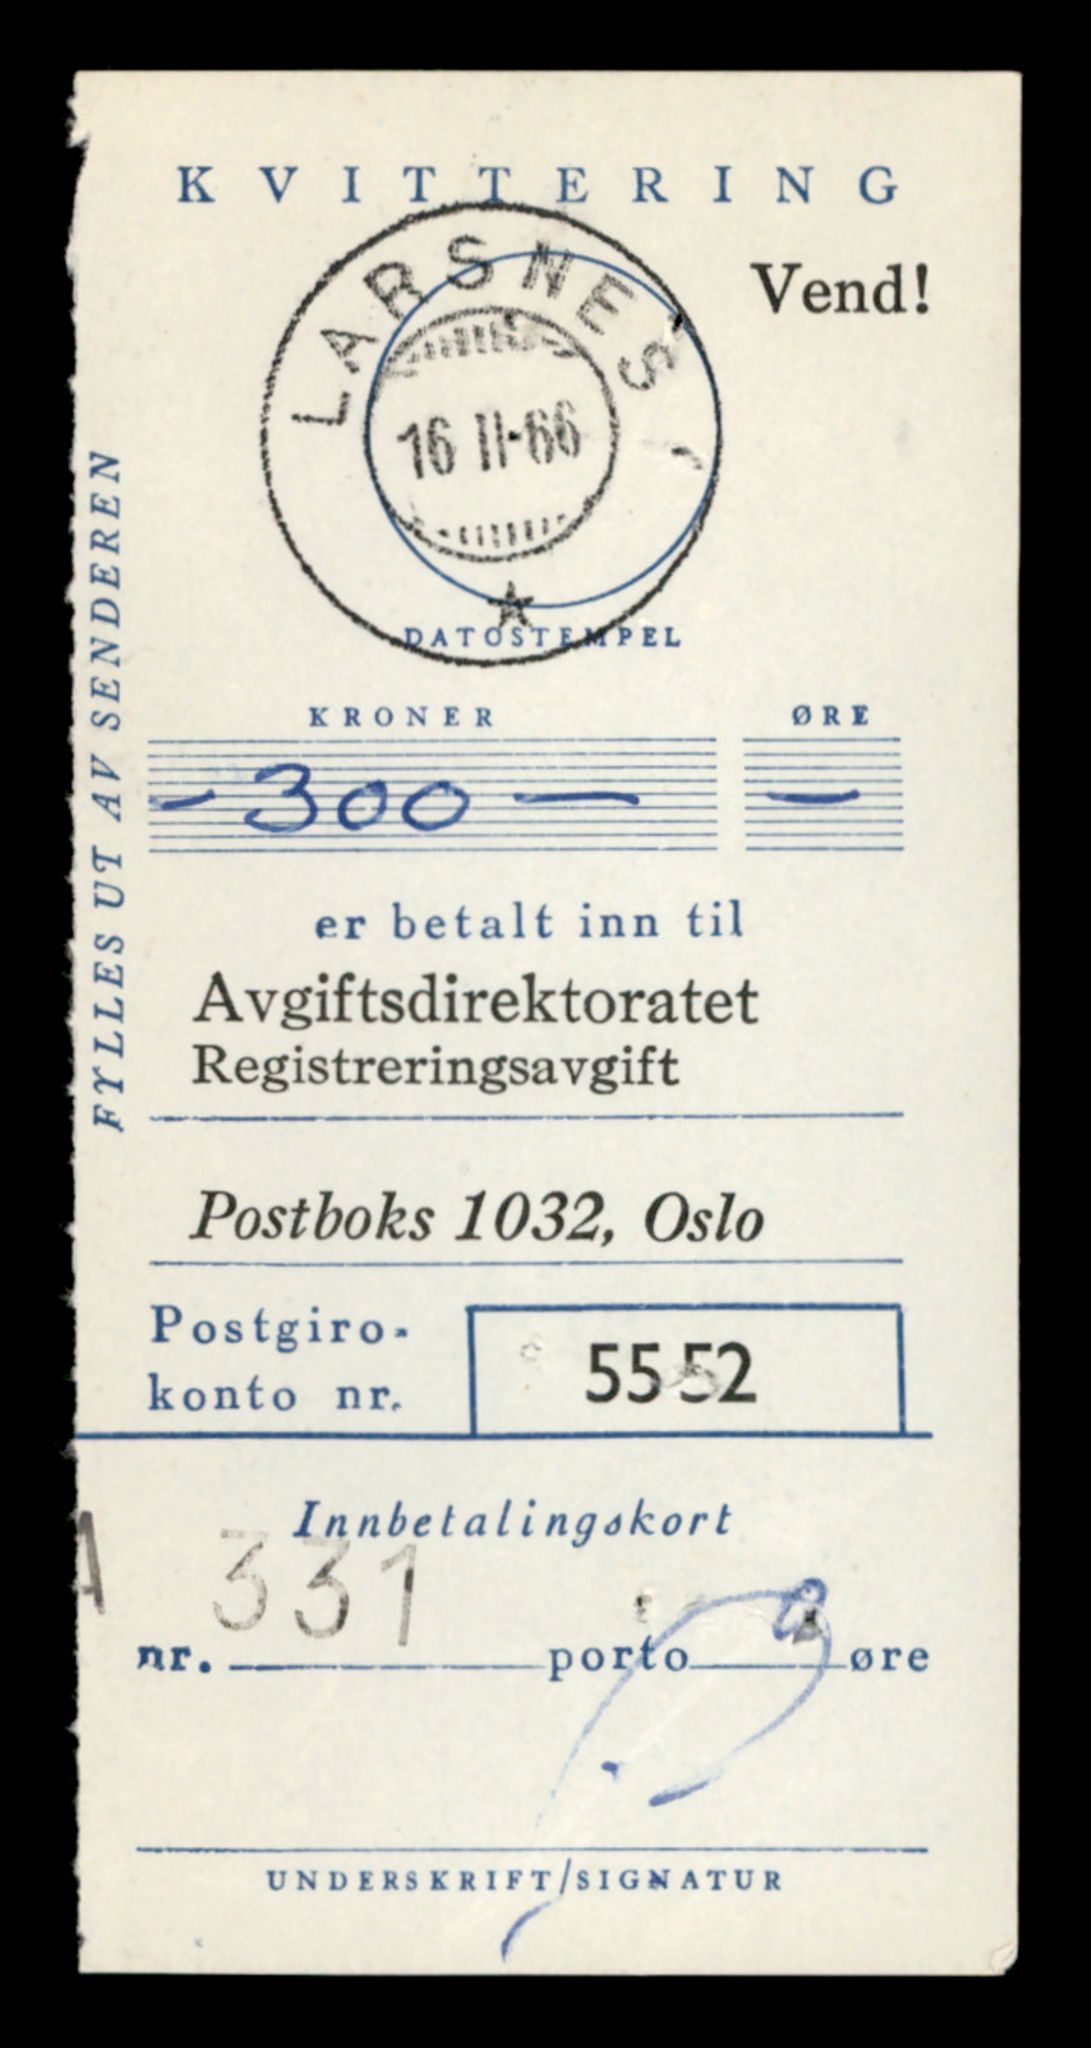 KVITTERING
Vend!
LARSNES
16 II-66
DATOSTEMPEL
FYLLES UT AV SENDEREN
KRONER ØRE
- 300 — —
er betalt inn til
Avgiftsdirektoratet
Registreringsavgift
Postboks 1032, Oslo
Postgiro-
konto nr.
5552
Innbetalingskort
A 331
nr. porto øre
UNDERSKRIFT/SIGNATUR